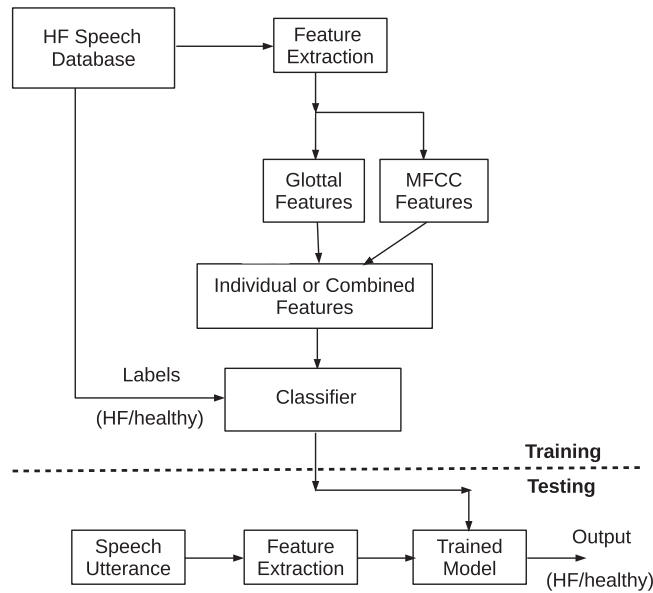 HF Speech
Database
Feature
Extraction
Glottal
Features
MFCC
Features
Individual or Combined
Features
Labels
(HF/healthy)
Classifier
Training
Testing
Speech
Utterance
Feature
Extraction
Trained
Model
Output
(HF/healthy)